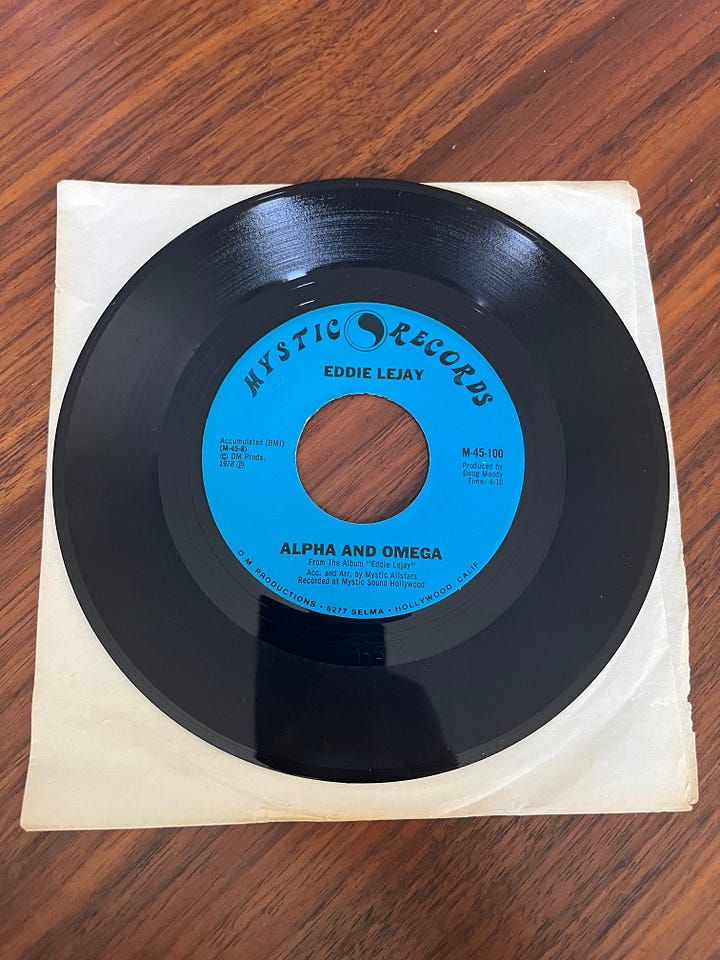 MYSTIC RECORDS
EDDIE LEJAY
Accumulated (BMI)
(M-45-8)
© DM Prnds.
1978 ℗
M-45-100
Produced by
Doug Moody
Time: 4:10
ALPHA AND OMEGA
From The Album "Eddie Lejay"
Acc. and Arr. by Mystic Allstars
Recorded at Mystic Sound Hollywood
D.M. PRODUCTIONS • 6277 SELMA • HOLLYWOOD, CALIF.